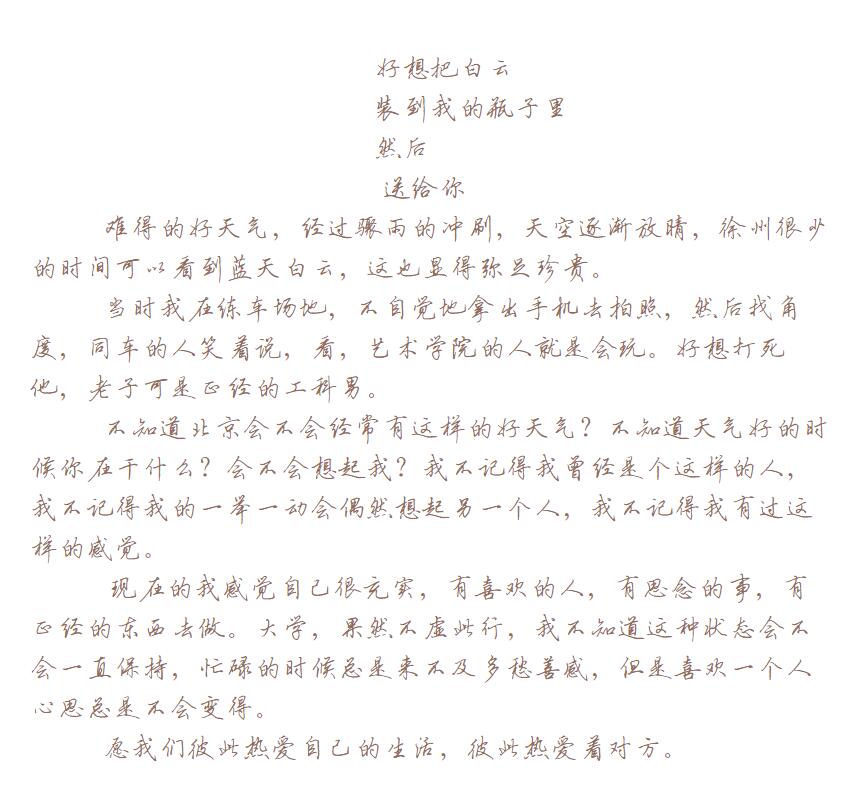 好想把白云
装到我的瓶子里
然后
送给你
难得的好天气，经过骤雨的冲刷，天空逐渐放晴，徐州很少
的时间可以看到蓝天白云，这也显得弥足珍贵。
当时我在练车场地，不自觉地拿出手机去拍照，然后找角
度，同车的人笑着说，看，艺术学院的人就是会玩。好想打死
他，老子可是正经的工科男。
不知道北京会不会经常有这样的好天气？不知道天气好的时
候你在干什么？会不会想起我？我不记得我曾经是个这样的人，
我不记得我的一举一动会偶然想起另一个人，我不记得我有过这
样的感觉。
现在的我感觉自己很充实，有喜欢的人，有思念的事，有
正经的东西去做。大学，果然不虚此行，我不知道这种状态会不
会一直保持，忙碌的时候总是来不及多愁善感，但是喜欢一个人
心思总是不会变得。
愿我们彼此热爱自己的生活，彼此热爱着对方。